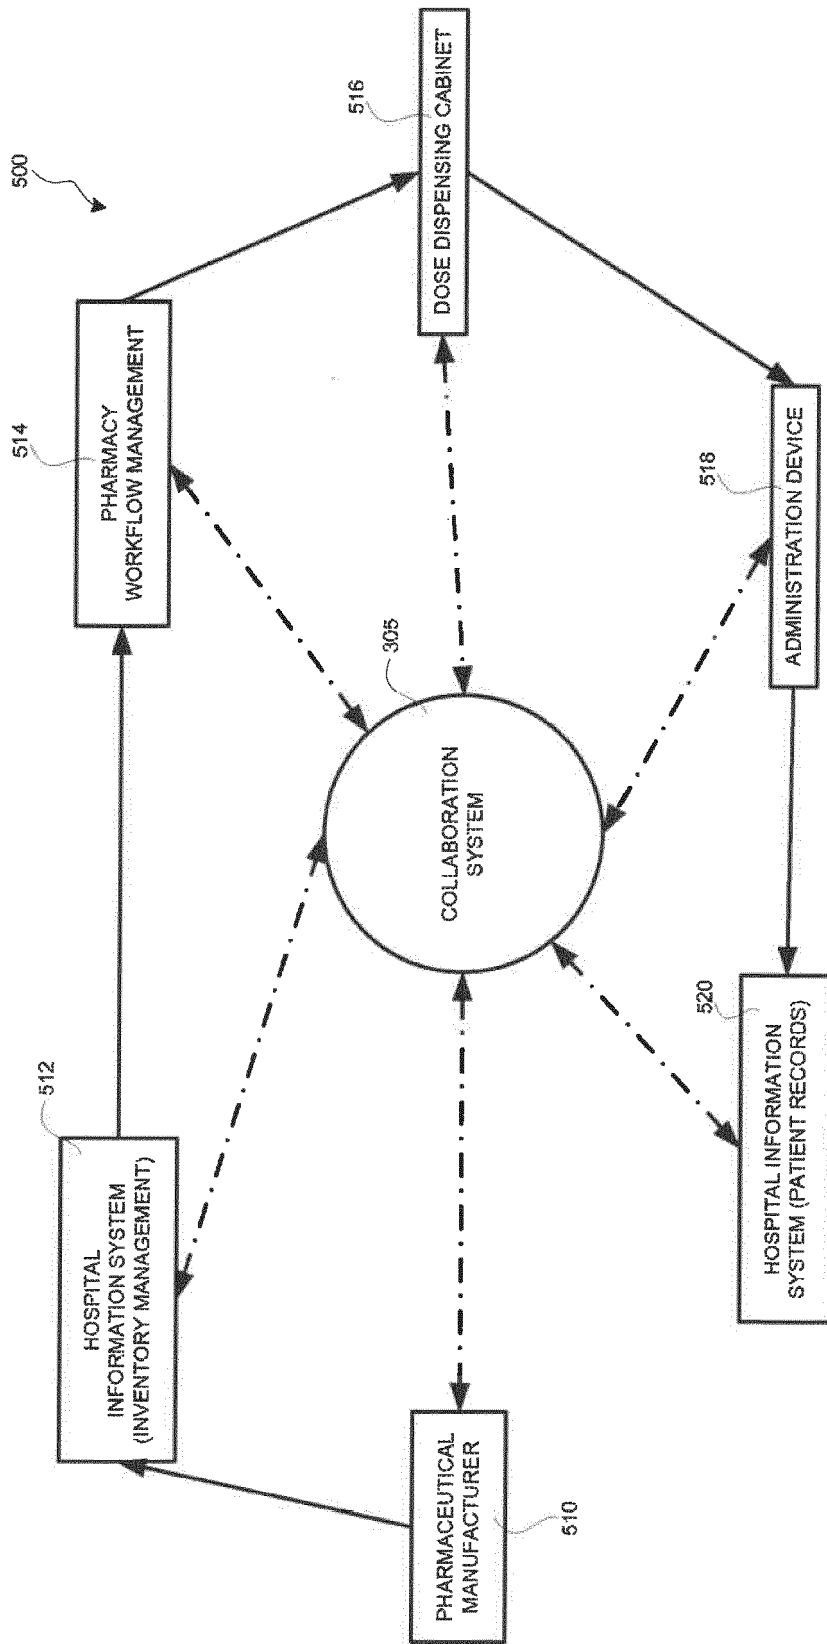 500
512
HOSPITAL
INFORMATION SYSTEM
(INVENTORY MANAGEMENT)
514
PHARMACY
WORKFLOW MANAGEMENT
PHARMACEUTICAL
MANUFACTURER
510
305
COLLABORATION
SYSTEM
516
DOSE DISPENSING CABINET
520
HOSPITAL INFORMATION
SYSTEM (PATIENT RECORDS)
518
ADMINISTRATION DEVICE